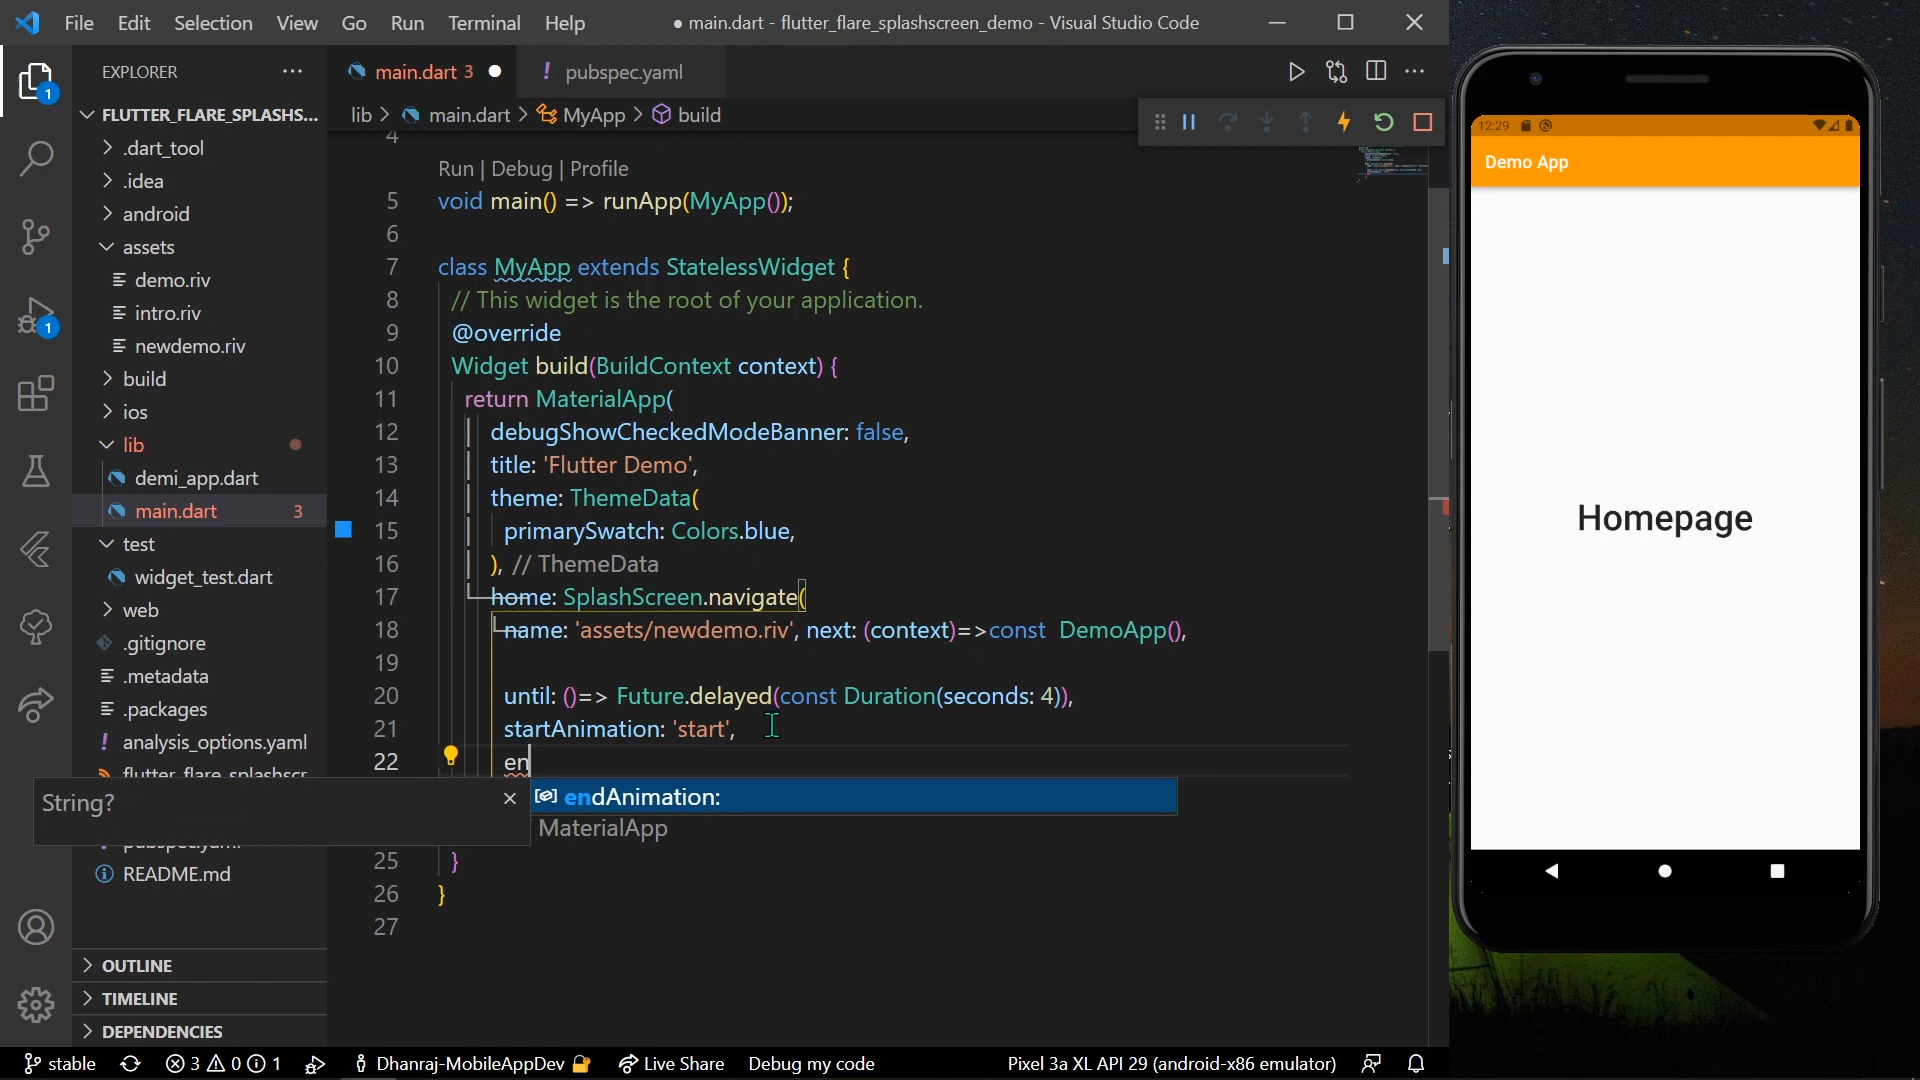 File Edit Selection View Go Run Terminal Help
● main.dart - flutter_flare_splashscreen_demo - Visual Studio Code
EXPLORER
main.dart 3
! pubspec.yaml
lib > main.dart > MyApp > build
1
FLUTTER_FLARE_SPLASHS...
.dart_tool
.idea
android
assets
demo.riv
intro.riv
newdemo.riv
build
ios
lib
demi_app.dart
main.dart 3
test
widget_test.dart
web
.gitignore
.metadata
.packages
! analysis_options.yaml
flutter_flare_splashscr
pubspec.yaml
README.md
1
OUTLINE
TIMELINE
DEPENDENCIES
4
Run | Debug | Profile
5 void main() => runApp(MyApp());
6
7 class MyApp extends StatelessWidget {
8 // This widget is the root of your application.
9 @override
10 Widget build(BuildContext context) {
11 return MaterialApp(
12 debugShowCheckedModeBanner: false,
13 title: 'Flutter Demo',
14 theme: ThemeData(
15 primarySwatch: Colors.blue,
16 ), // ThemeData
17 home: SplashScreen.navigate(
18 name: 'assets/newdemo.riv', next: (context)=>const DemoApp(),
19
20 until: ()=> Future.delayed(const Duration(seconds: 4)),
21 startAnimation: 'start',
22 en
String?
endAnimation:
MaterialApp
25 }
26 }
27
12:29
Demo App
Homepage
stable 3 0 1 Dhanraj-MobileAppDev Live Share Debug my code Pixel 3a XL API 29 (android-x86 emulator)